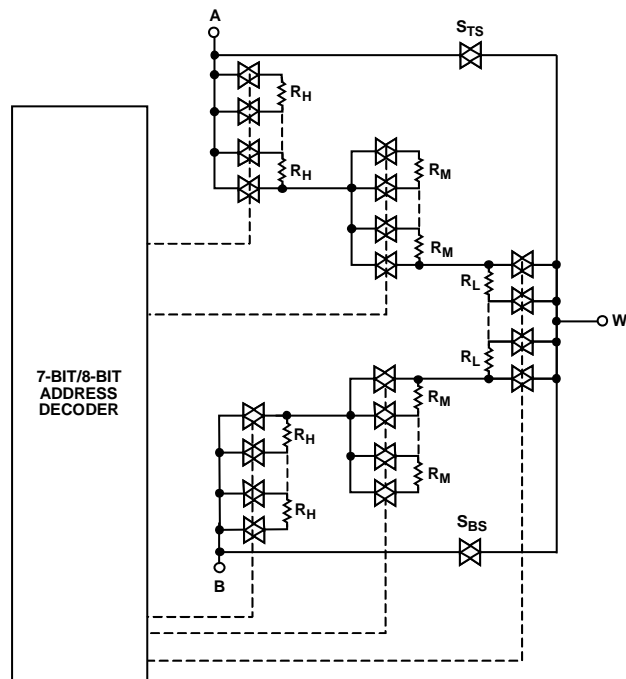 A
S_TS
R_H
R_H
R_M
R_M
R_L
W
R_L
7-BIT/8-BIT
ADDRESS
DECODER
R_M
R_H
R_M
R_H
S_BS
B